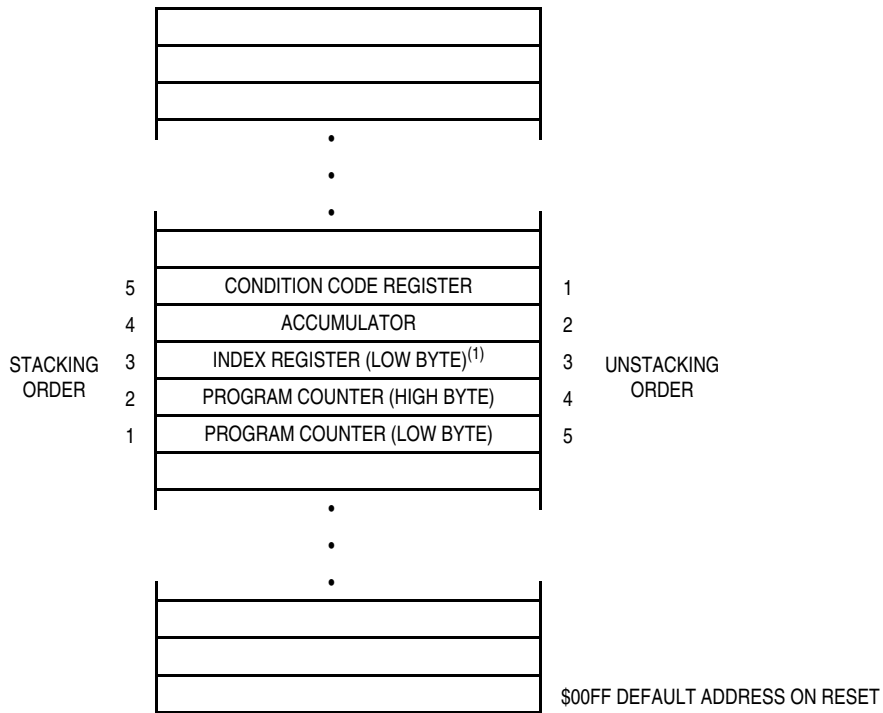 5 CONDITION CODE REGISTER 1
4 ACCUMULATOR 2
STACKING ORDER 3 INDEX REGISTER (LOW BYTE)(1) 3 UNSTACKING ORDER
2 PROGRAM COUNTER (HIGH BYTE) 4
1 PROGRAM COUNTER (LOW BYTE) 5
$00FF DEFAULT ADDRESS ON RESET